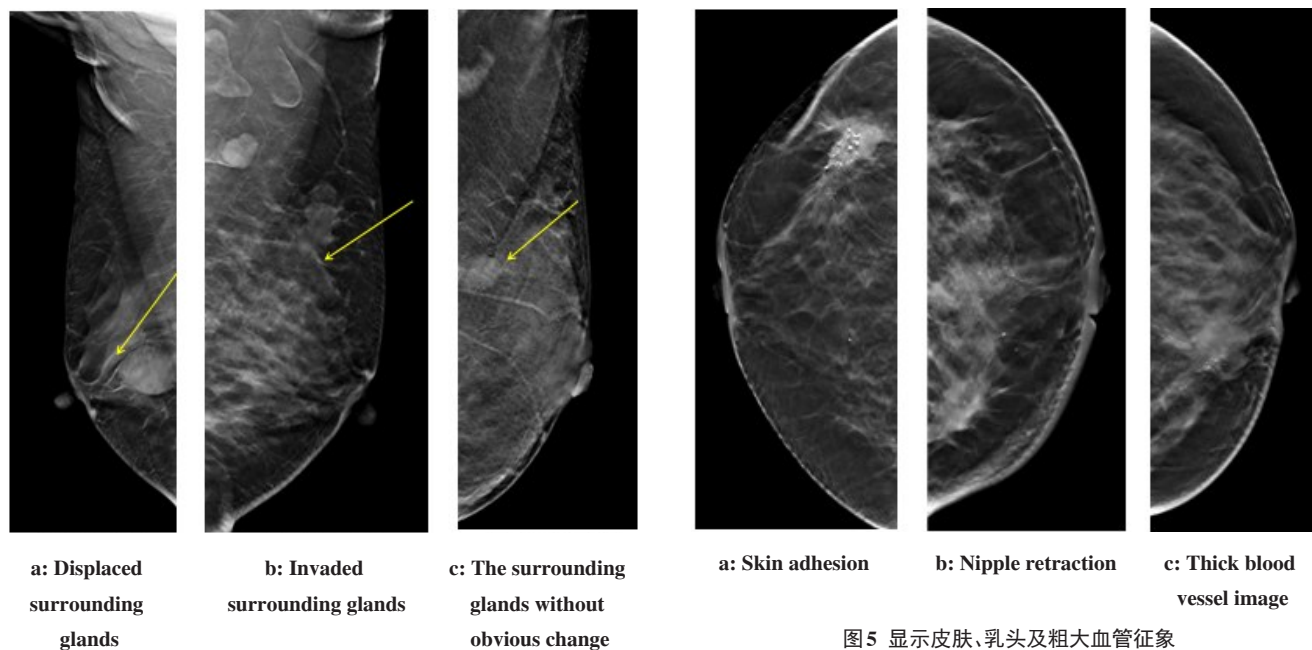 a: Displaced
surrounding
glands
b: Invaded
surrounding glands
c: The surrounding
glands without
obvious change
a: Skin adhesion
b: Nipple retraction
c: Thick blood
vessel image
图5 显示皮肤、乳头及粗大血管征象